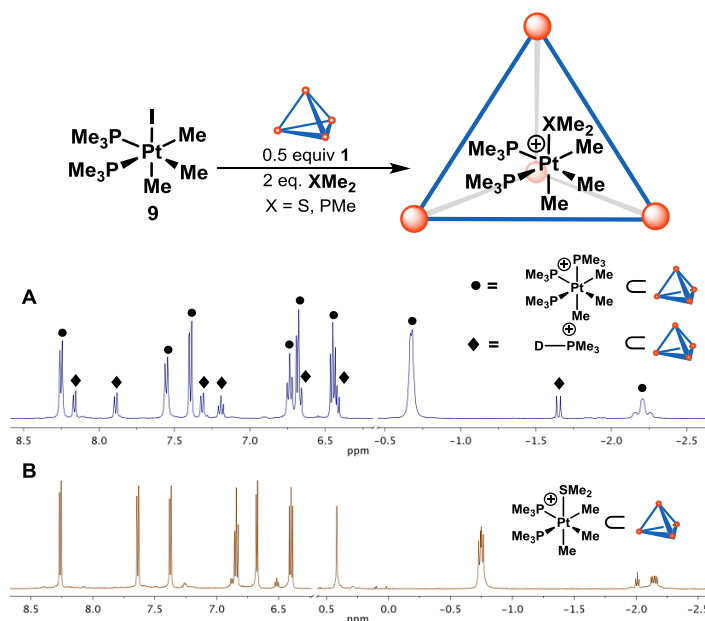 I
Me3P Pt Me
Me3P Me
Me
9
0.5 equiv 1
2 eq. XMe2
X = S, PMe
⊕ XMe2
Me3P Pt Me
Me3P Me
Me
A
● = ⊕ PMe3
Me3P Pt Me ⊂
Me3P Me
Me
♦ = ⊕
D—PMe3 ⊂
8.5 8.0 7.5 7.0 6.5 -0.5 -1.0 -1.5 -2.0 -2.5
ppm ppm
B
⊕ SMe2
Me3P Pt Me ⊂
Me3P Me
Me
8.5 8.0 7.5 7.0 6.5 0.5 0.0 -0.5 -1.0 -1.5 -2.0 -2.5
ppm ppm